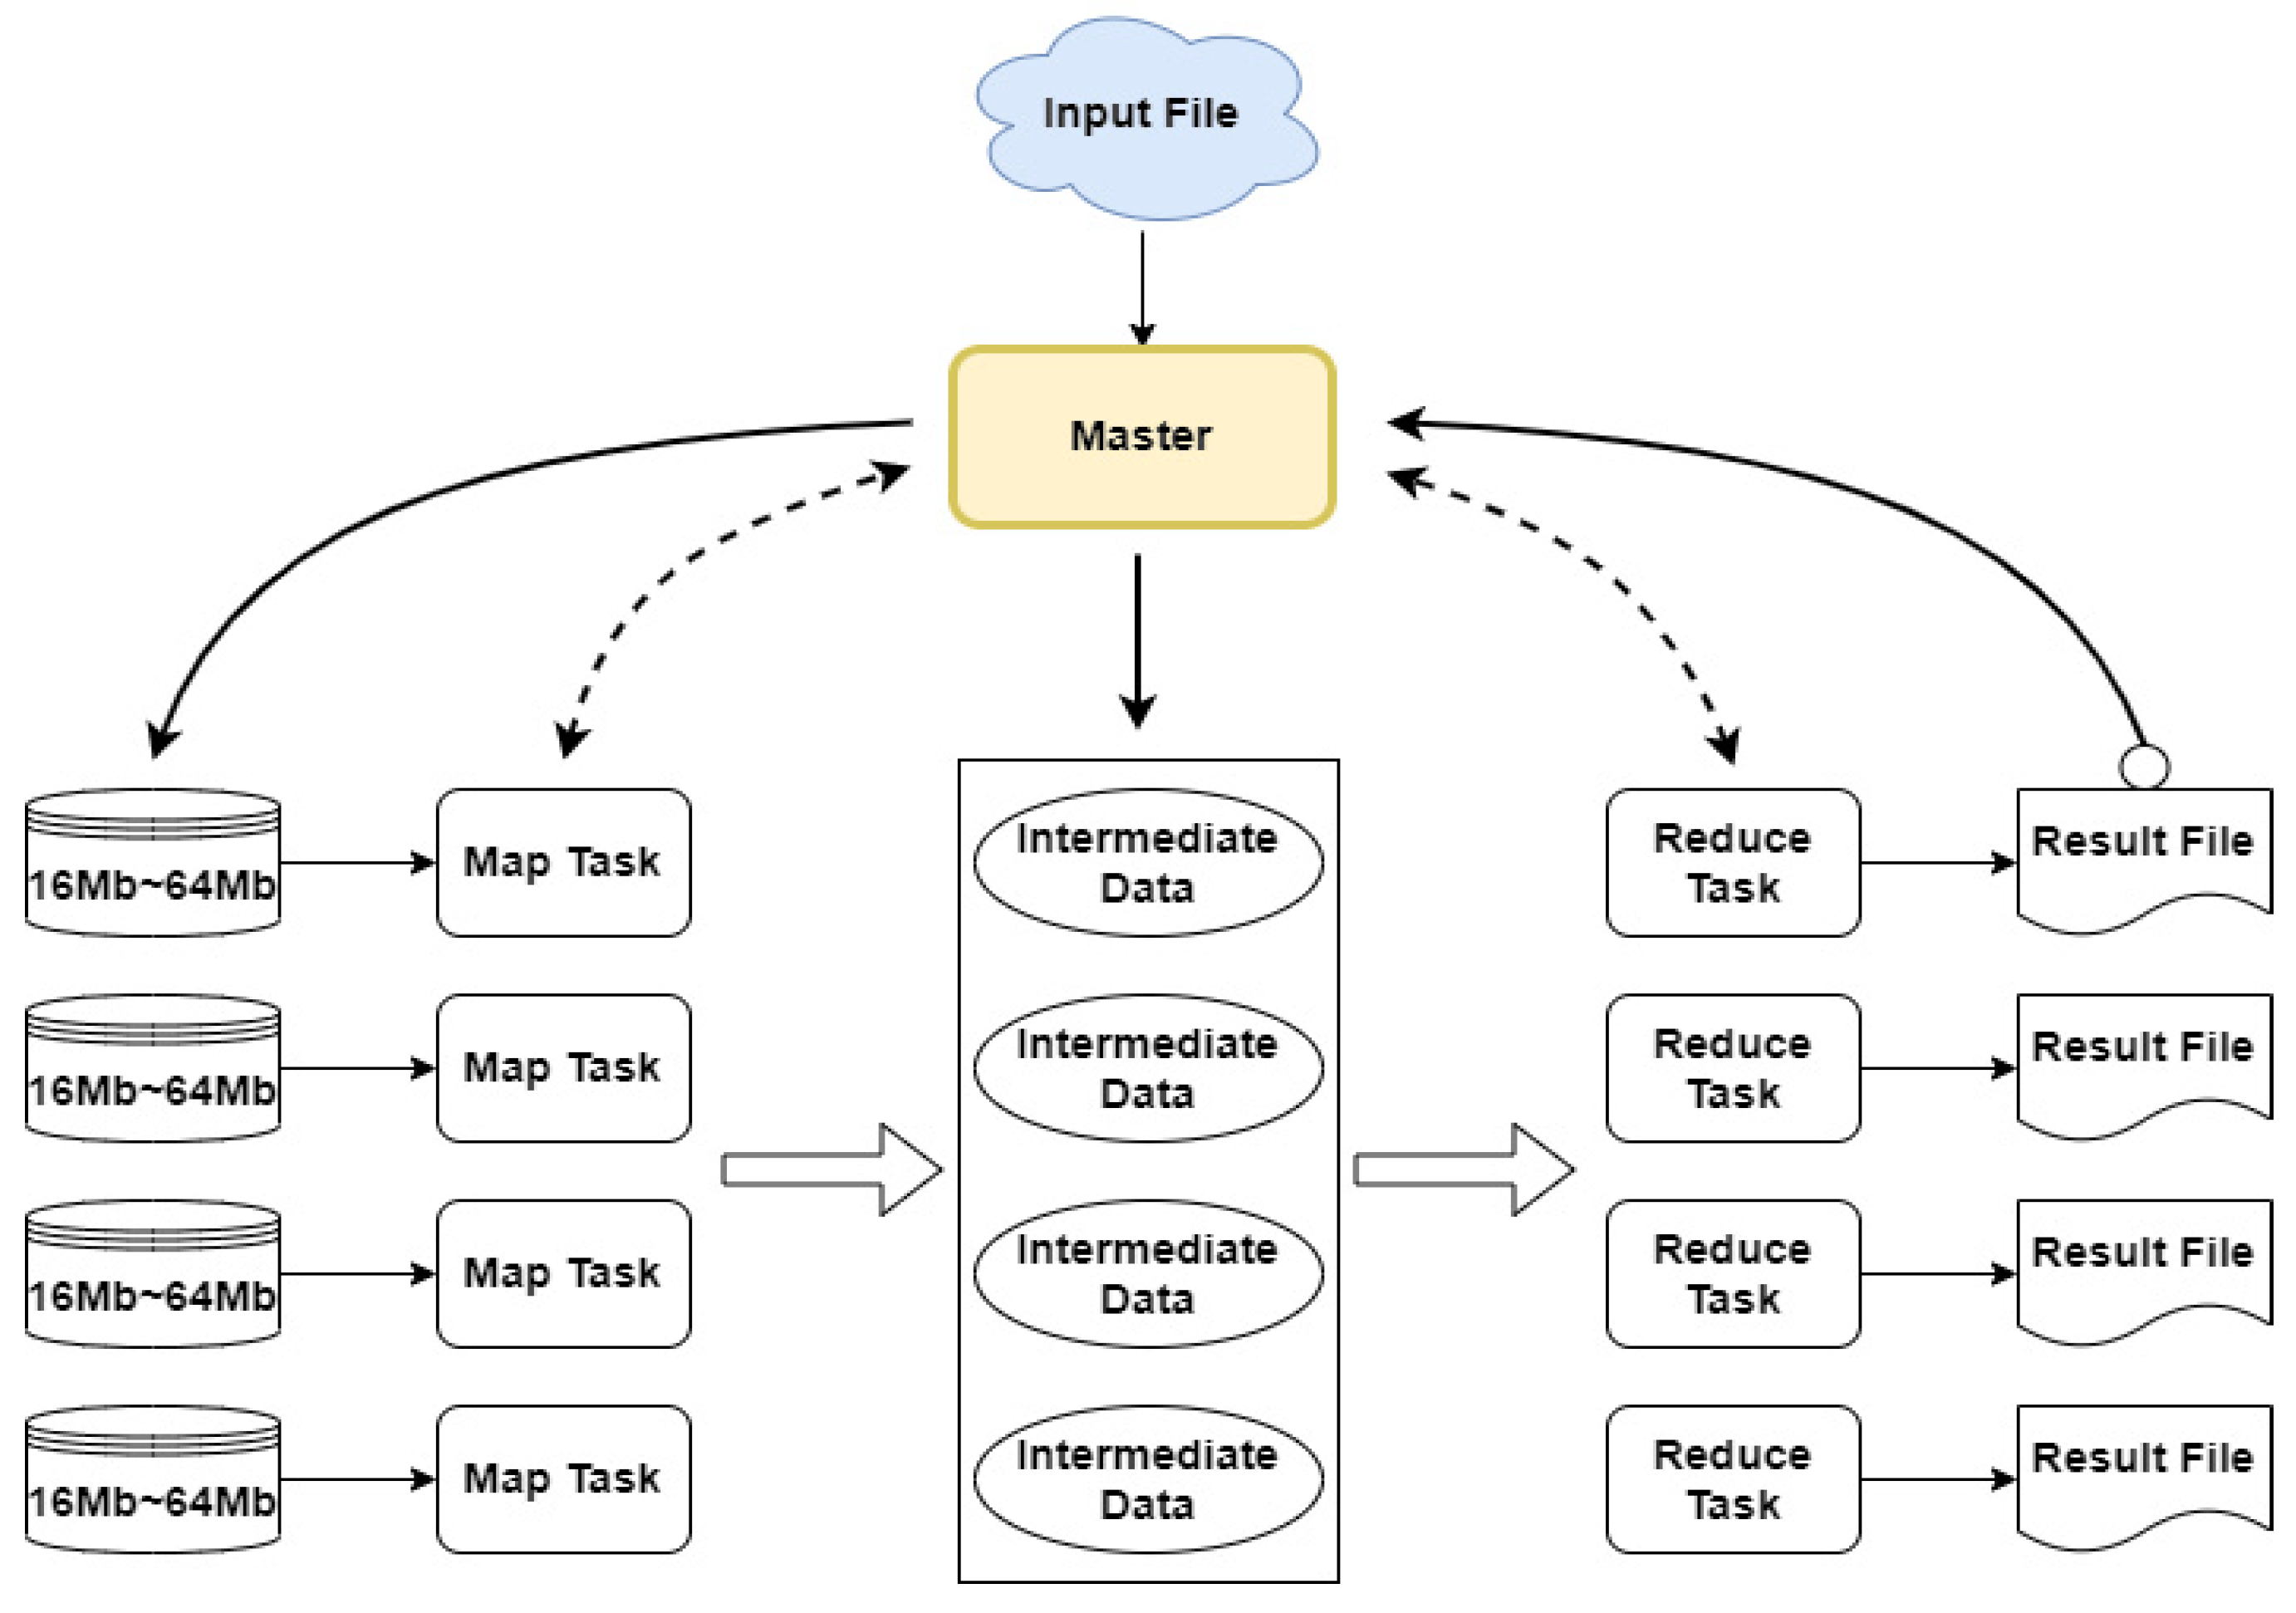 Input File
Master
16Mb~64Mb
Map Task
Intermediate
Data
Reduce
Task
Result File
16Mb~64Mb
Map Task
Intermediate
Data
Reduce
Task
Result File
16Mb~64Mb
Map Task
Intermediate
Data
Reduce
Task
Result File
16Mb~64Mb
Map Task
Intermediate
Data
Reduce
Task
Result File